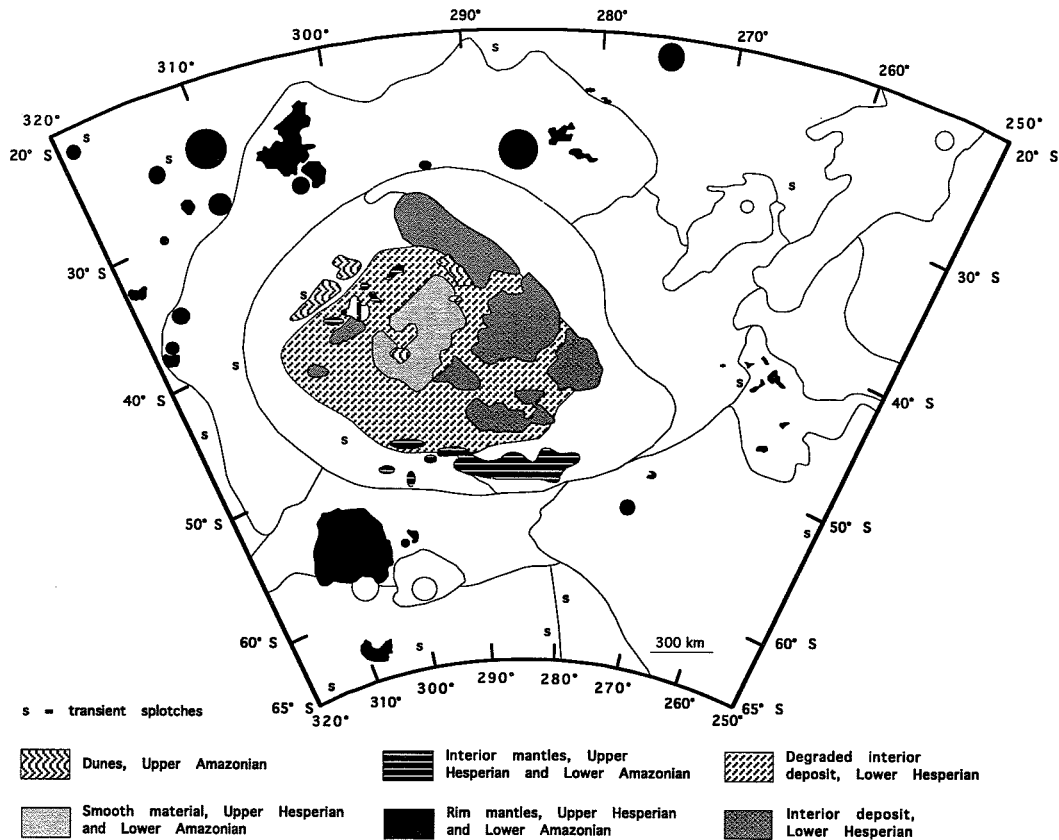 290°
300°
280°
310°
270°
260°
320°
250°
20° S
20° S
s
s
s
s
30° S
30° S
s
40° S
40° S
s
s
s
s
50° S
50° S
s
s
s
s
60° S
60° S
300 km
s
65° S
65° S
320°
310°
300°
290°
280°
270°
260°
250°
s = transient splotches
Dunes, Upper Amazonian
Interior mantles, Upper
Hesperian and Lower Amazonian
Degraded interior
deposit, Lower Hesperian
Smooth material, Upper Hesperian
and Lower Amazonian
Rim mantles, Upper Hesperian
and Lower Amazonian
Interior deposit,
Lower Hesperian